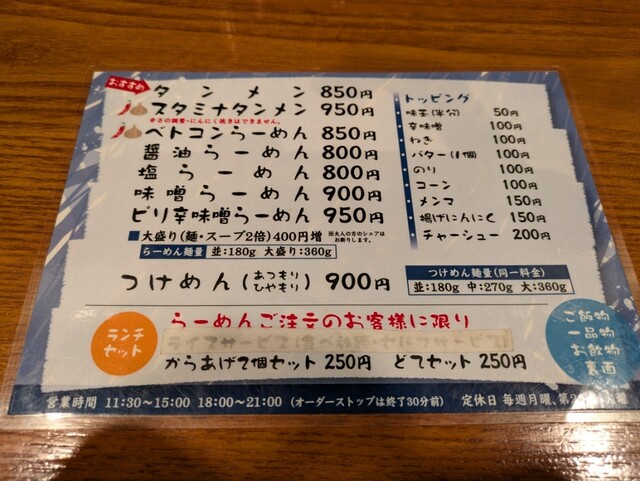 おすすめ
タンメン 850円
スタミナタンメン 950円
辛さの調整・にんにく抜きはできません。
ベトコンらーめん 850円
醤油らーめん 800円
塩らーめん 800円
味噌らーめん 900円
ピリ辛味噌らーめん 950円
■大盛り(麺・スープ2倍)400円増 ※大人の方のシェアはお断りします。
らーめん麺量 並:180g 大盛り:360g
つけめん(あつもり ひやもり) 900円
トッピング
味玉(半分) 50円
辛味噌 100円
ねぎ 100円
バター(1個) 100円
のり 100円
コーン 100円
メンマ 150円
揚げにんにく 150円
チャーシュー 200円
つけめん麺量(同一料金)
並:180g 中:270g 大:360g
ランチセット
らーめんご注文のお客様に限り
からあげ2個セット 250円 どてセット 250円
ご飯物
一品物
お飲物
裏面
営業時間 11:30〜15:00 18:00〜21:00 (オーダーストップは終了30分前) 定休日 毎週月曜、第2